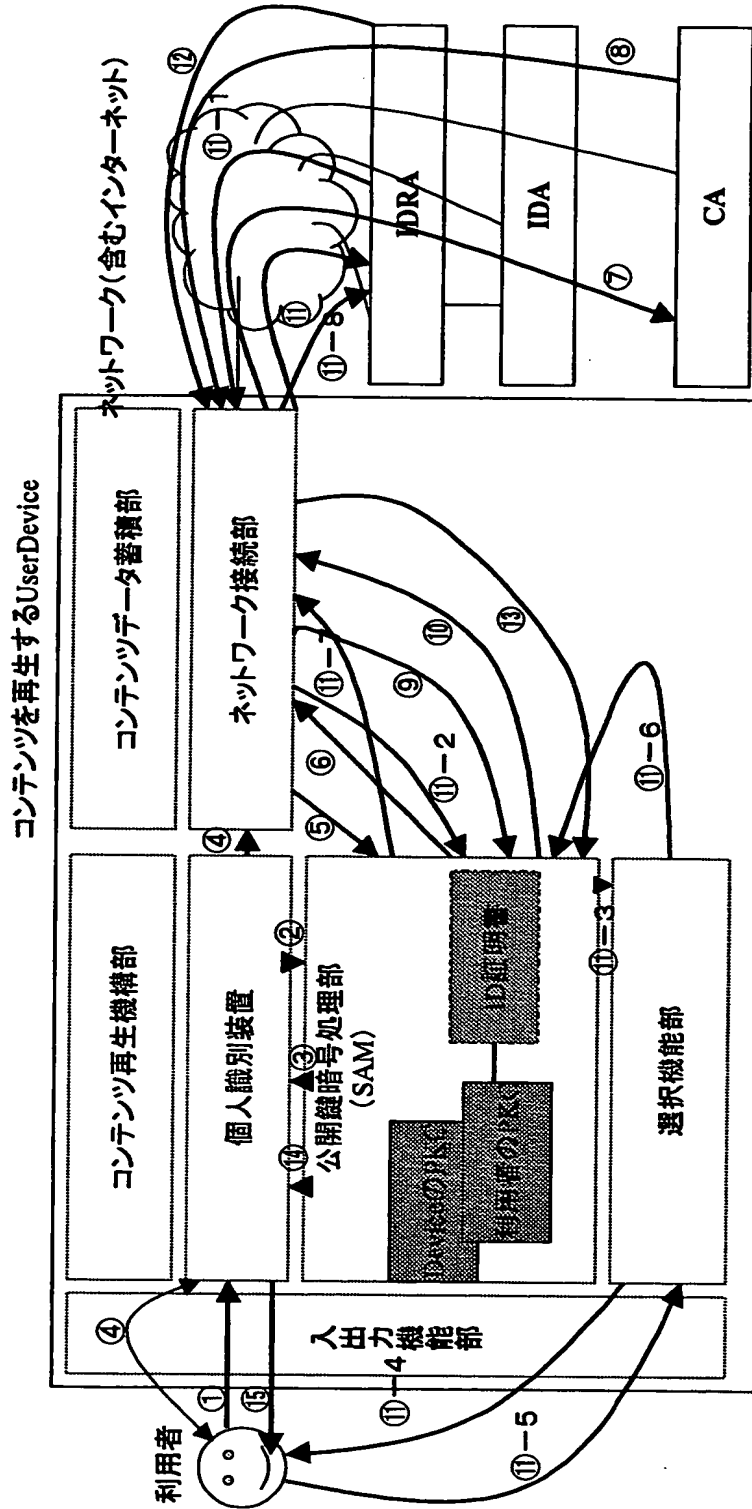 コンテンツを再生するUserDevice
ネットワーク(含むインターネット)
利用者
コンテンツ再生機構部
コンテンツデータ蓄積部
個人識別装置
ネットワーク接続部
公開鍵暗号処理部
(SAM)
DeviceのPKC
利用者のPKC
ID証明書
選択機能部
入出力機能部
IDRA
IDA
CA
①
②
③
④
④
⑤
⑥
⑦
⑧
⑨
⑩
⑪
⑪－1
⑪－2
⑪－3
⑪－4
⑪－5
⑪－6
⑪－7
⑪－8
⑫
⑬
⑭
⑮